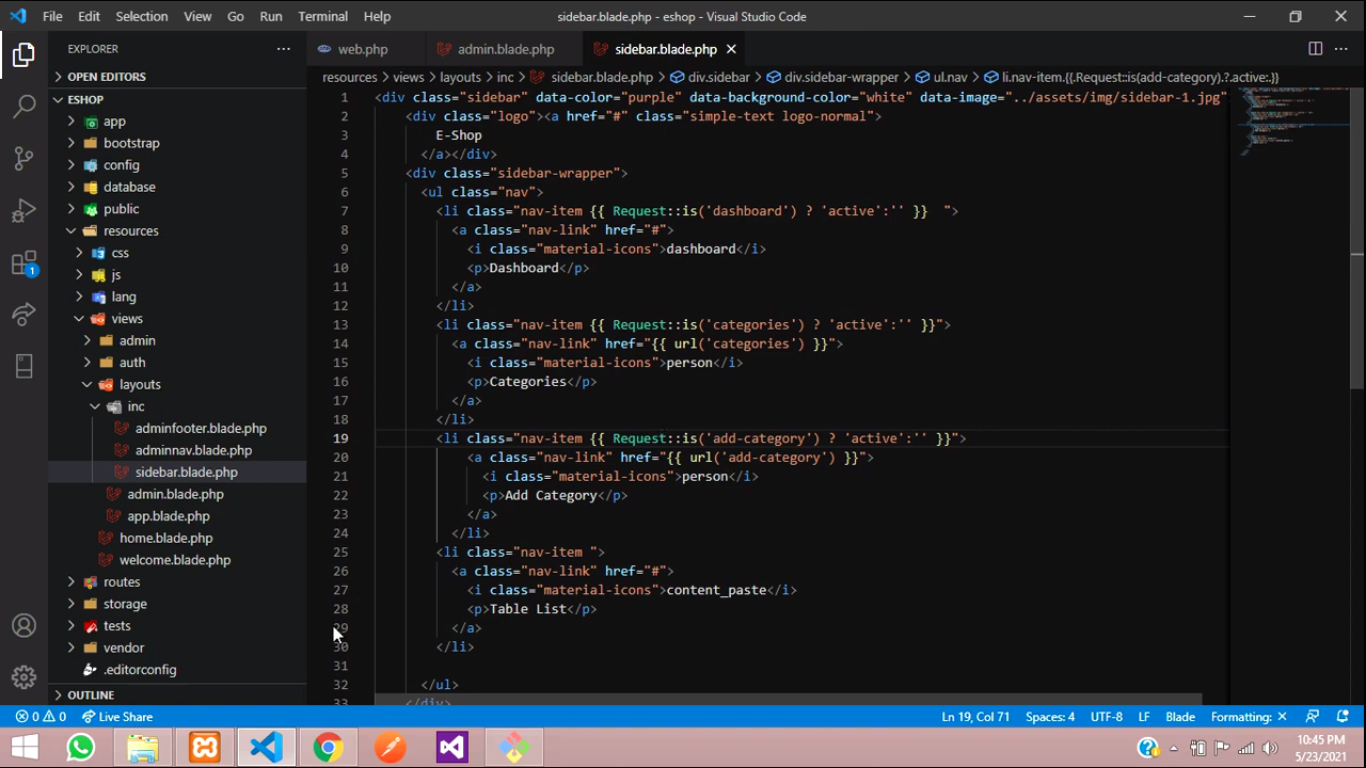 File Edit Selection View Go Run Terminal Help sidebar.blade.php - eshop - Visual Studio Code
EXPLORER
OPEN EDITORS
ESHOP
app
bootstrap
config
database
public
resources
css
js
lang
views
admin
auth
layouts
inc
adminfooter.blade.php
adminnav.blade.php
sidebar.blade.php
admin.blade.php
app.blade.php
home.blade.php
welcome.blade.php
routes
storage
tests
vendor
.editorconfig
OUTLINE
1
web.php admin.blade.php sidebar.blade.php
resources > views > layouts > inc > sidebar.blade.php > div.sidebar > div.sidebar-wrapper > ul.nav > li.nav-item.{{.Request::is(add-category).?.active:.}}
1 <div class="sidebar" data-color="purple" data-background-color="white" data-image="../assets/img/sidebar-1.jpg"
2 <div class="logo"><a href="#" class="simple-text logo-normal">
3 E-Shop
4 </a></div>
5 <div class="sidebar-wrapper">
6 <ul class="nav">
7 <li class="nav-item {{ Request::is('dashboard') ? 'active':'' }}  ">
8 <a class="nav-link" href="#">
9 <i class="material-icons">dashboard</i>
10 <p>Dashboard</p>
11 </a>
12 </li>
13 <li class="nav-item {{ Request::is('categories') ? 'active':'' }}">
14 <a class="nav-link" href="{{ url('categories') }}">
15 <i class="material-icons">person</i>
16 <p>Categories</p>
17 </a>
18 </li>
19 <li class="nav-item {{ Request::is('add-category') ? 'active':'' }}">
20 <a class="nav-link" href="{{ url('add-category') }}">
21 <i class="material-icons">person</i>
22 <p>Add Category</p>
23 </a>
24 </li>
25 <li class="nav-item ">
26 <a class="nav-link" href="#">
27 <i class="material-icons">content_paste</i>
28 <p>Table List</p>
29 </a>
30 </li>
31
32 </ul>
33 </div>
0 0 Live Share Ln 19, Col 71 Spaces: 4 UTF-8 LF Blade Formatting: ×
10:45 PM
5/23/2021